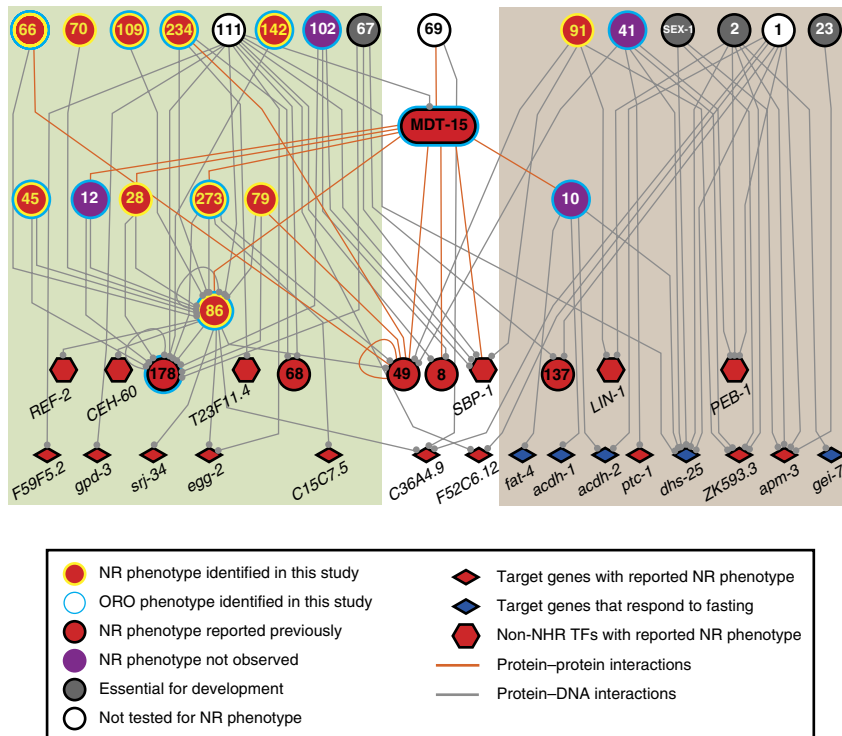 66 70 109 234 111 142 102 67 69 91 41 SEX-1 2 1 23
MDT-15
45 12 28 273 79 10
86
178 68 49 8 137
REF-2 CEH-60 T23F11.4 SBP-1 LIN-1 PEB-1
F59F5.2 gpd-3 srj-34 egg-2 C15C7.5 C36A4.9 F52C6.12 fat-4 acdh-1 acdh-2 ptc-1 dhs-25 ZK593.3 apm-3 gei-7
NR phenotype identified in this study
ORO phenotype identified in this study
NR phenotype reported previously
NR phenotype not observed
Essential for development
Not tested for NR phenotype
Target genes with reported NR phenotype
Target genes that respond to fasting
Non-NHR TFs with reported NR phenotype
Protein–protein interactions
Protein–DNA interactions